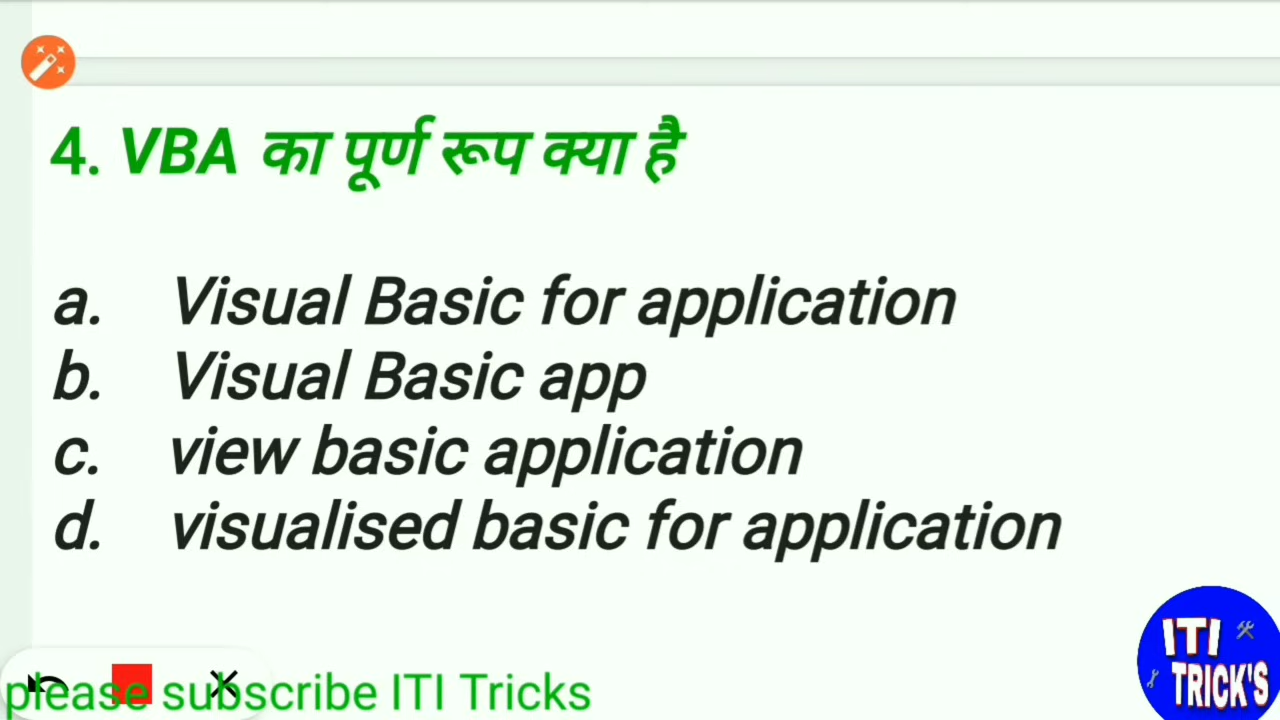 4. VBA का पूर्ण रूप क्या है
a. Visual Basic for application
b. Visual Basic app
c. view basic application
d. visualised basic for application
ITI
TRICK'S
please subscribe ITI Tricks